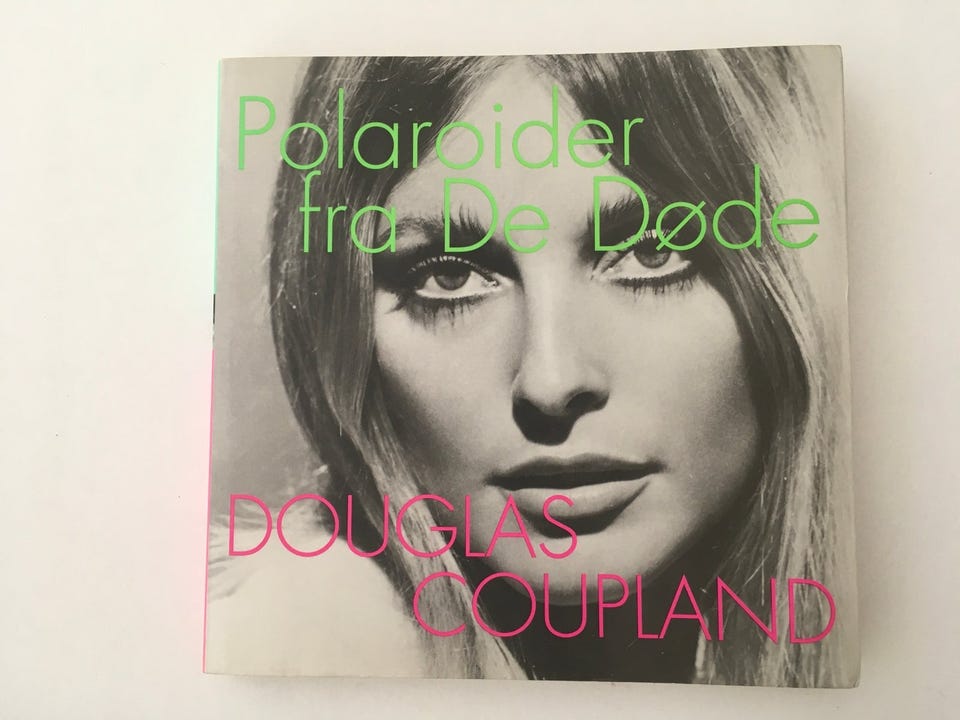 Polaroider
fra De Døde
DOUGLAS
COUPLAND